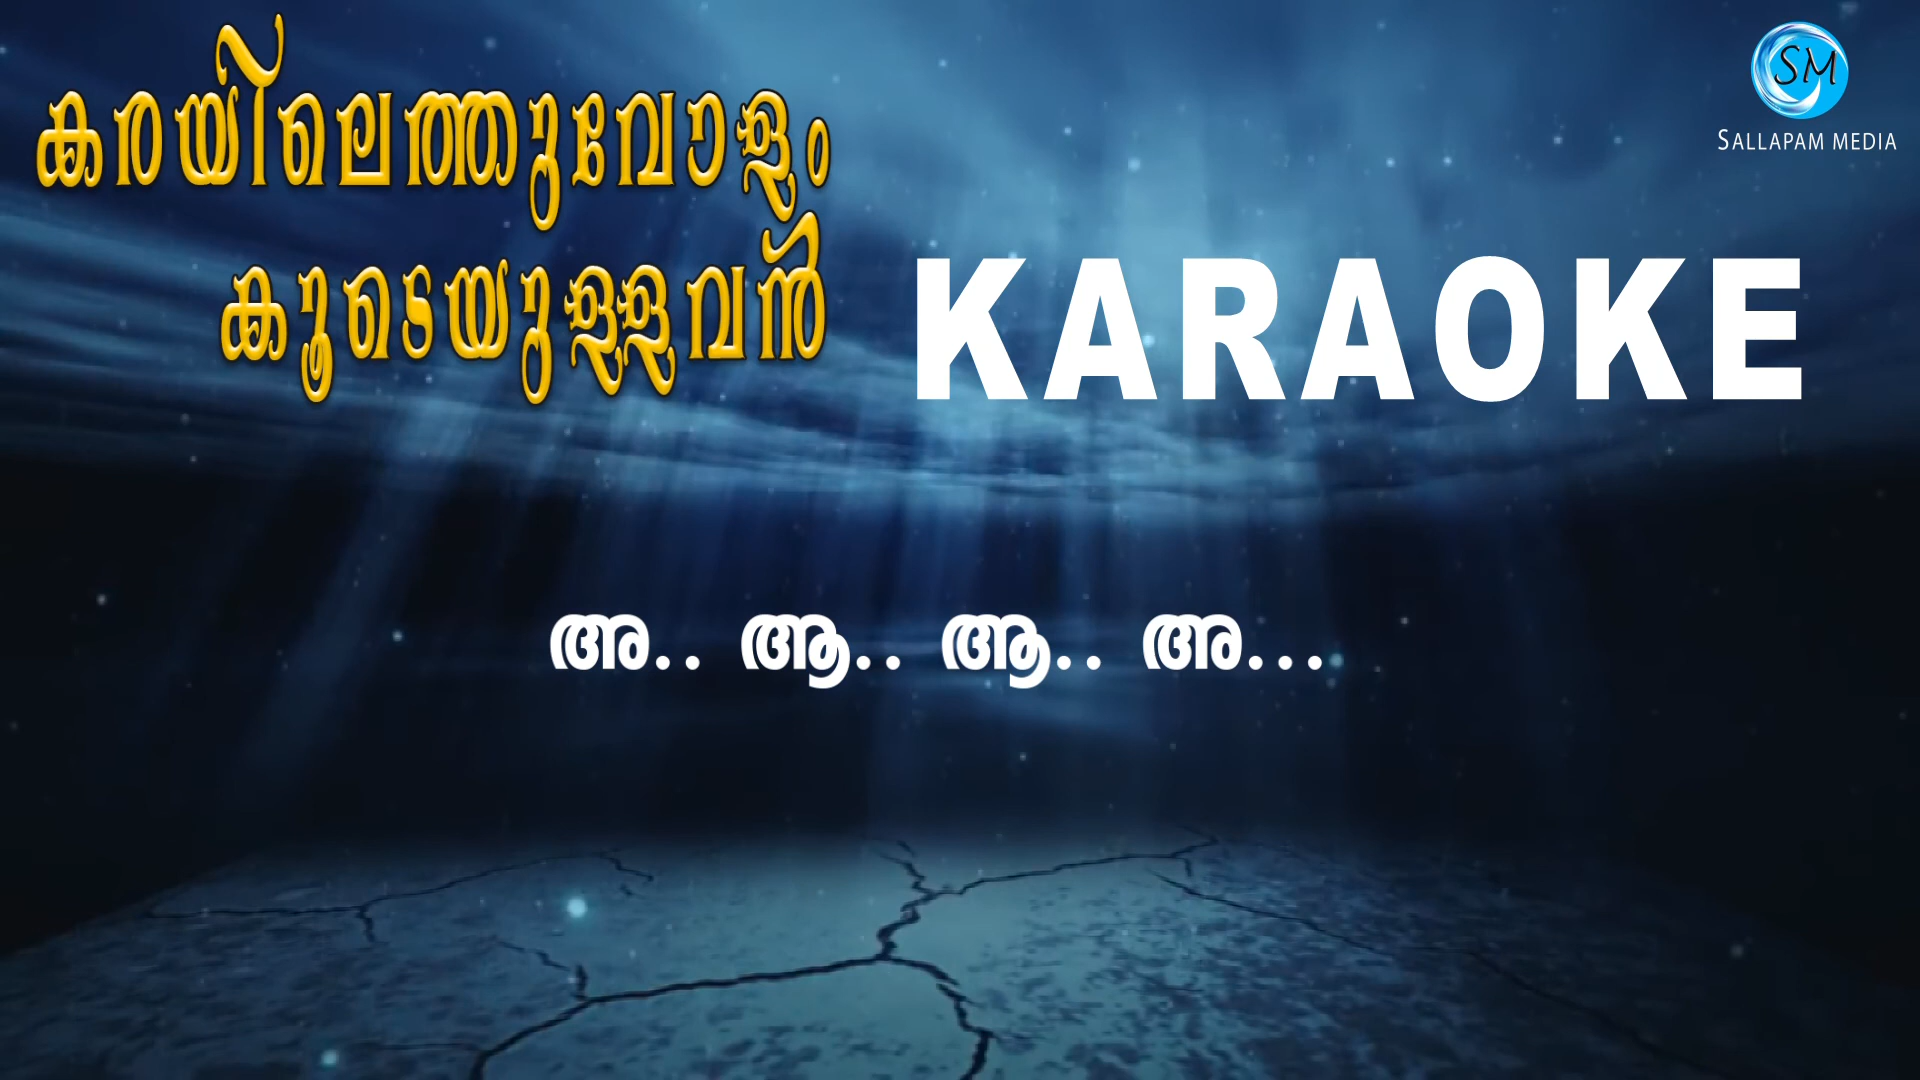 കരയിലെത്തുവോളം
കൂടെയുള്ളവൻ
KARAOKE
SM
SALLAPAM MEDIA
അ.. ആ.. ആ.. അ...